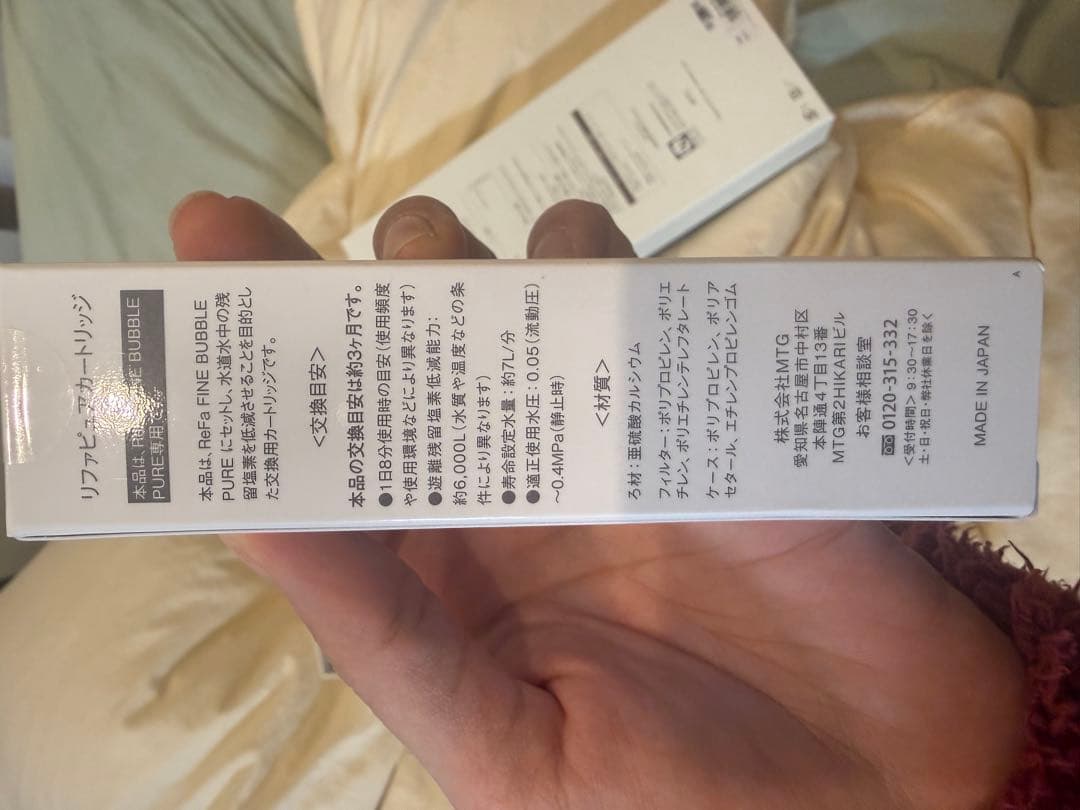 リファピュアカートリッジ
本品は、ReFa FINE BUBBLE
PURE専用です。
本品は、ReFa FINE BUBBLE
PURE にセットし、水道水中の残
留塩素を低減させることを目的とし
た交換用カートリッジです。
<交換目安>
本品の交換目安は約3ヶ月です。
●1日8分使用時の目安(使用頻度
や使用環境などにより異なります)
●遊離残留塩素低減能力:
約6,000L(水質や温度などの条
件により異なります)
●寿命設定水量:約7L/分
●適正使用水圧:0.05(流動圧)
~0.4MPa(静止時)
<材質>
ろ材:亜硫酸カルシウム
フィルター:ポリプロピレン、ポリエ
チレン、ポリエチレンテレフタレート
ケース:ポリプロピレン、ポリア
セタール、エチレンプロピレンゴム
株式会社MTG
愛知県名古屋市中村区
本陣通4丁目13番
MTG第2HIKARIビル
お客様相談室
0120-315-332
<受付時間> 9:30~17:30
土・日・祝日・弊社休業日を除く
MADE IN JAPAN
A